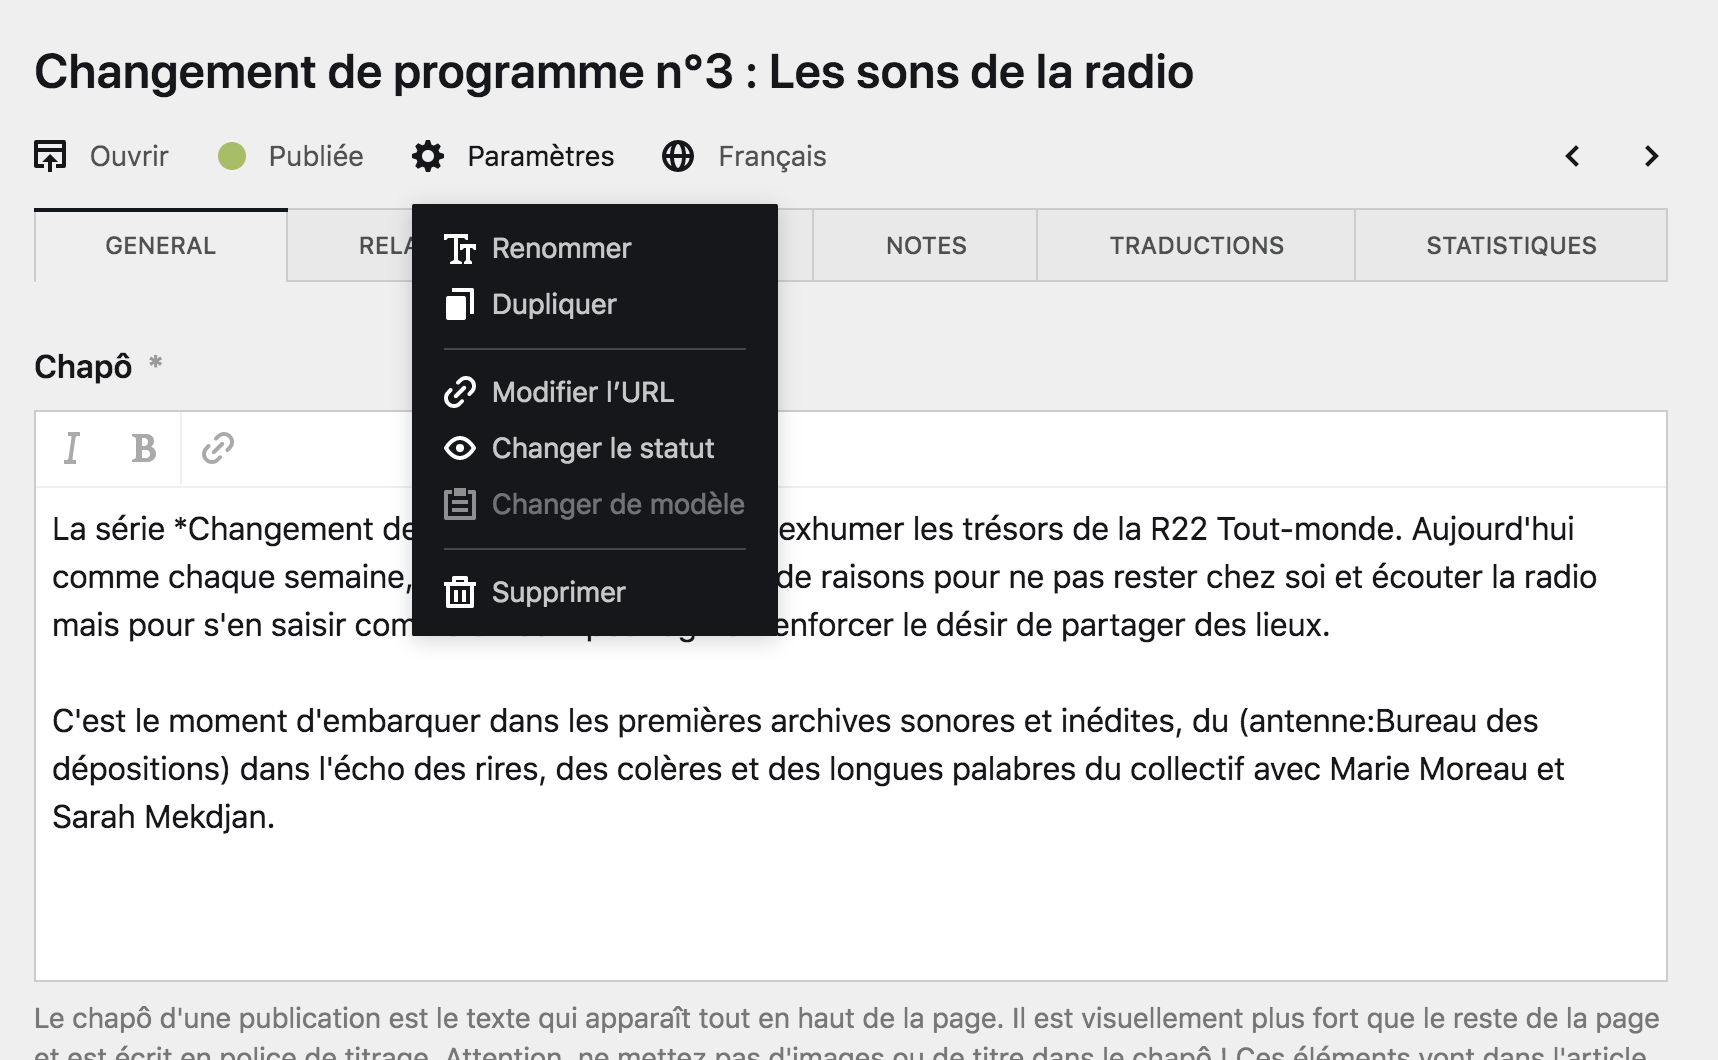 Changement de programme n°3 : Les sons de la radio
Ouvrir Publiée Paramètres Français
GENERAL RELA NOTES TRADUCTIONS STATISTIQUES
Renommer
Dupliquer
Modifier l’URL
Changer le statut
Changer de modèle
Supprimer
Chapô *
I B
La série *Changement de exhumer les trésors de la R22 Tout-monde. Aujourd'hui
comme chaque semaine, de raisons pour ne pas rester chez soi et écouter la radio
mais pour s'en saisir com enforcer le désir de partager des lieux.
C'est le moment d'embarquer dans les premières archives sonores et inédites, du (antenne:Bureau des
dépositions) dans l'écho des rires, des colères et des longues palabres du collectif avec Marie Moreau et
Sarah Mekdjan.
Le chapô d'une publication est le texte qui apparaît tout en haut de la page. Il est visuellement plus fort que le reste de la page
et est écrit en police de titrage. Attention, ne mettez pas d'images ou de titre dans le chapô ! Ces éléments vont dans l'article.